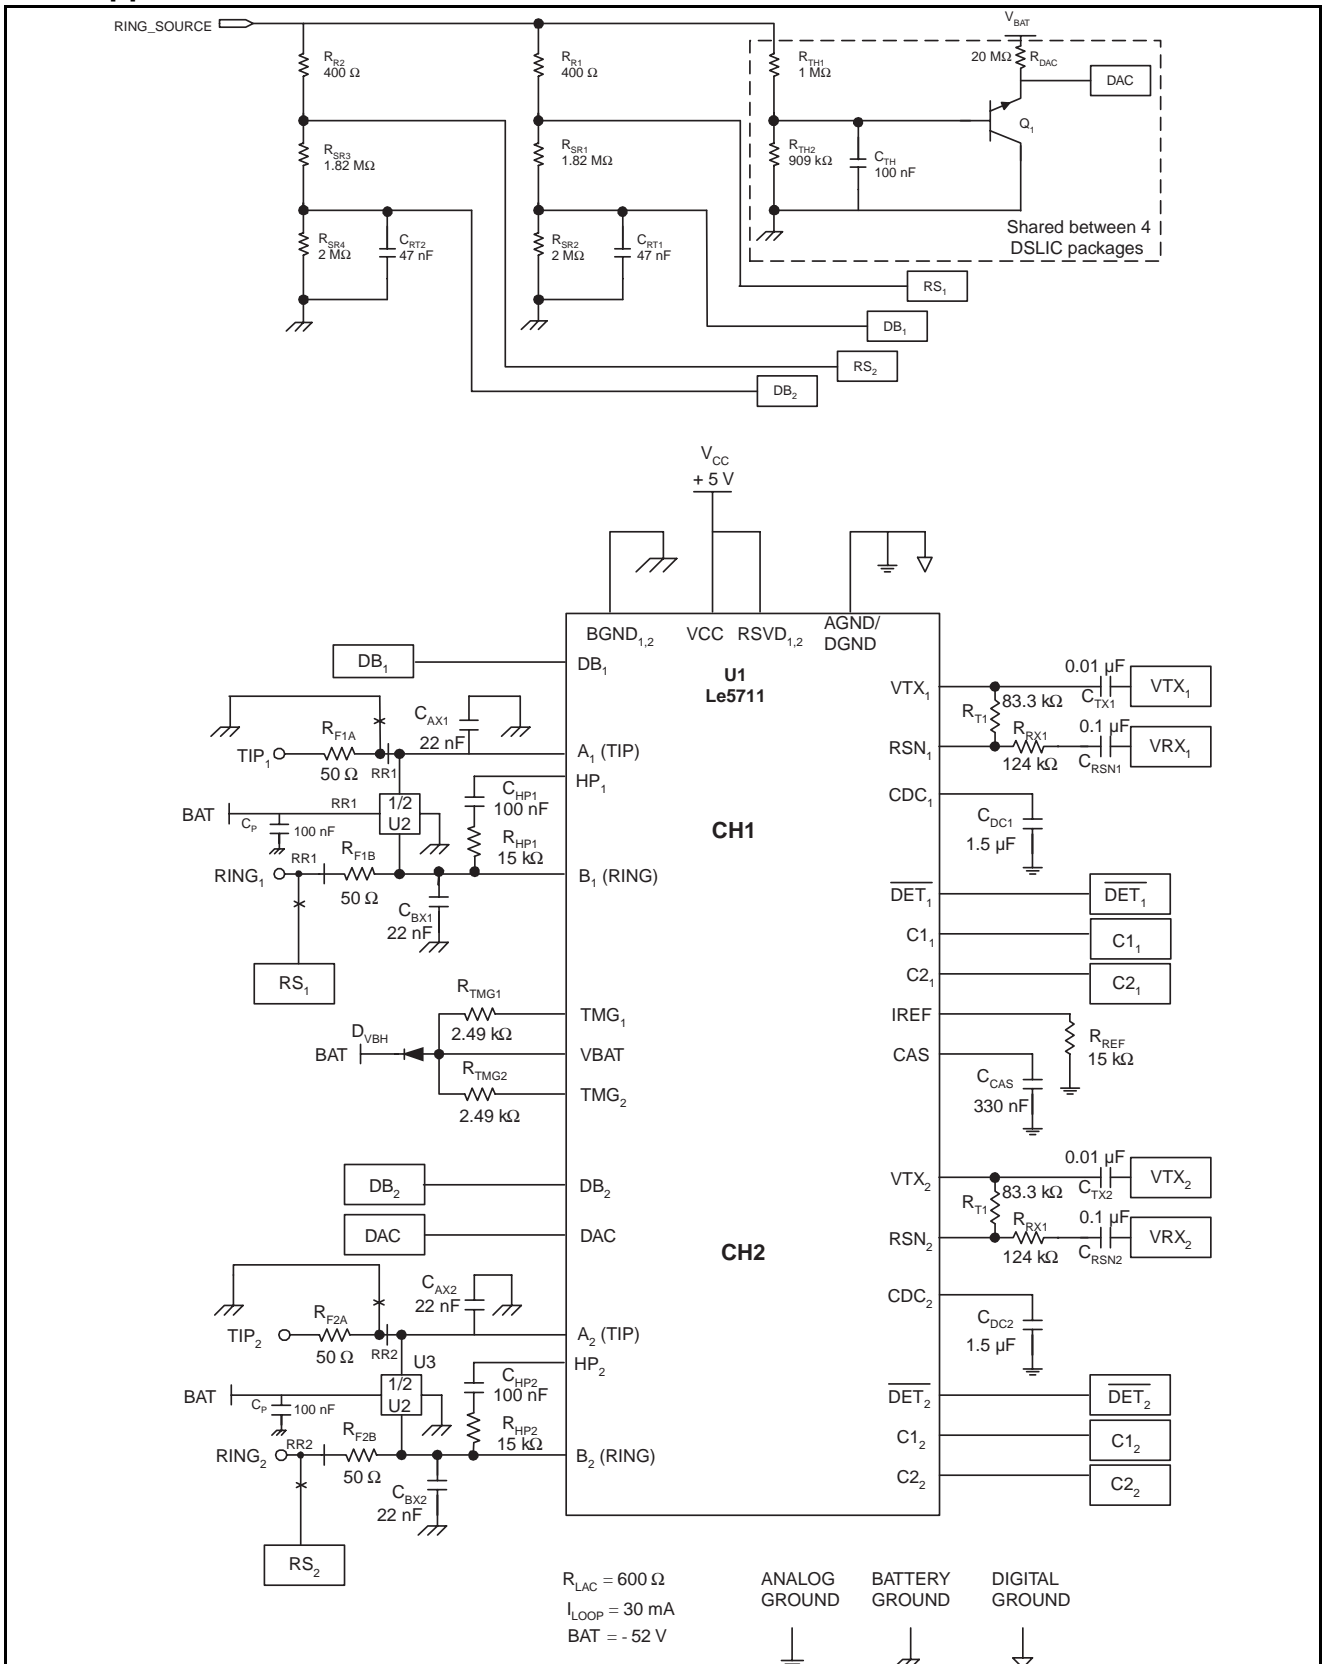 RING_SOURCE
V_BAT
R_R2
400 Ω
R_R1
400 Ω
R_TH1
1 MΩ
20 MΩ R_DAC
DAC
Q_1
R_SR3
1.82 MΩ
R_SR1
1.82 MΩ
R_TH2
909 kΩ
C_TH
100 nF
R_SR4
2 MΩ
C_RT2
47 nF
R_SR2
2 MΩ
C_RT1
47 nF
Shared between 4
DSLIC packages
RS_1
DB_1
RS_2
DB_2
V_CC
+ 5 V
BGND_1,2
VCC
RSVD_1,2
AGND/
DGND
U1
Le5711
DB_1
DB_1
R_F1A
TIP_1
50 Ω
RR1
C_AX1
22 nF
A_1 (TIP)
HP_1
BAT
C_P
100 nF
RR1
1/2
U2
C_HP1
100 nF
R_HP1
15 kΩ
RING_1
RR1
R_F1B
50 Ω
B_1 (RING)
C_BX1
22 nF
RS_1
CH1
VTX_1
83.3 kΩ
0.01 µF
C_TX1
VTX_1
R_T1
RSN_1
R_RX1
124 kΩ
0.1 µF
C_RSN1
VRX_1
CDC_1
C_DC1
1.5 µF
DET_1
DET_1
C1_1
C1_1
C2_1
C2_1
R_TMG1
2.49 kΩ
TMG_1
D_VBH
BAT
VBAT
R_TMG2
2.49 kΩ
TMG_2
IREF
R_REF
15 kΩ
CAS
C_CAS
330 nF
DB_2
DB_2
DAC
DAC
CH2
R_F2A
TIP_2
50 Ω
RR2
C_AX2
22 nF
A_2 (TIP)
HP_2
U3
BAT
C_P
100 nF
1/2
U2
C_HP2
100 nF
R_HP2
15 kΩ
RING_2
RR2
R_F2B
50 Ω
B_2 (RING)
C_BX2
22 nF
RS_2
VTX_2
83.3 kΩ
0.01 µF
C_TX2
VTX_2
R_T1
RSN_2
R_RX1
124 kΩ
0.1 µF
C_RSN2
VRX_2
CDC_2
C_DC2
1.5 µF
DET_2
DET_2
C1_2
C1_2
C2_2
C2_2
R_LAC = 600 Ω
I_LOOP = 30 mA
BAT = - 52 V
ANALOG
GROUND
BATTERY
GROUND
DIGITAL
GROUND